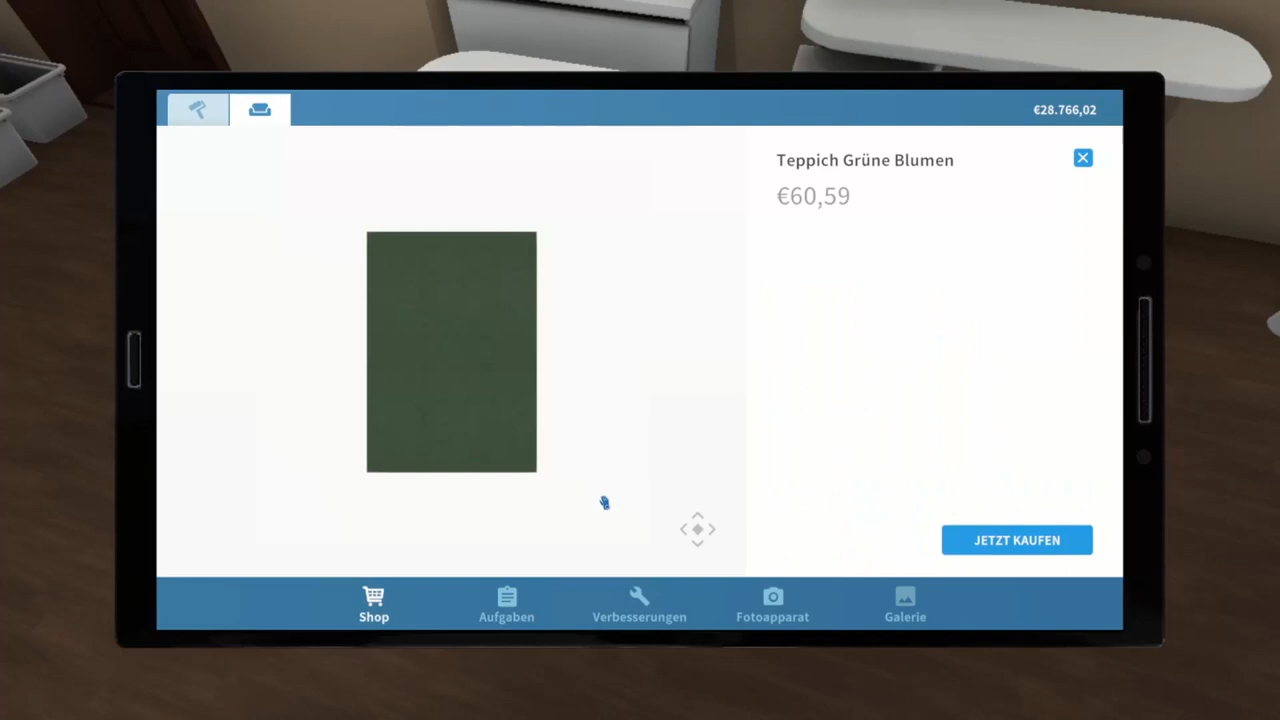 €28.766,02
Teppich Grüne Blumen
€60,59
JETZT KAUFEN
Shop
Aufgaben
Verbesserungen
Fotoapparat
Galerie